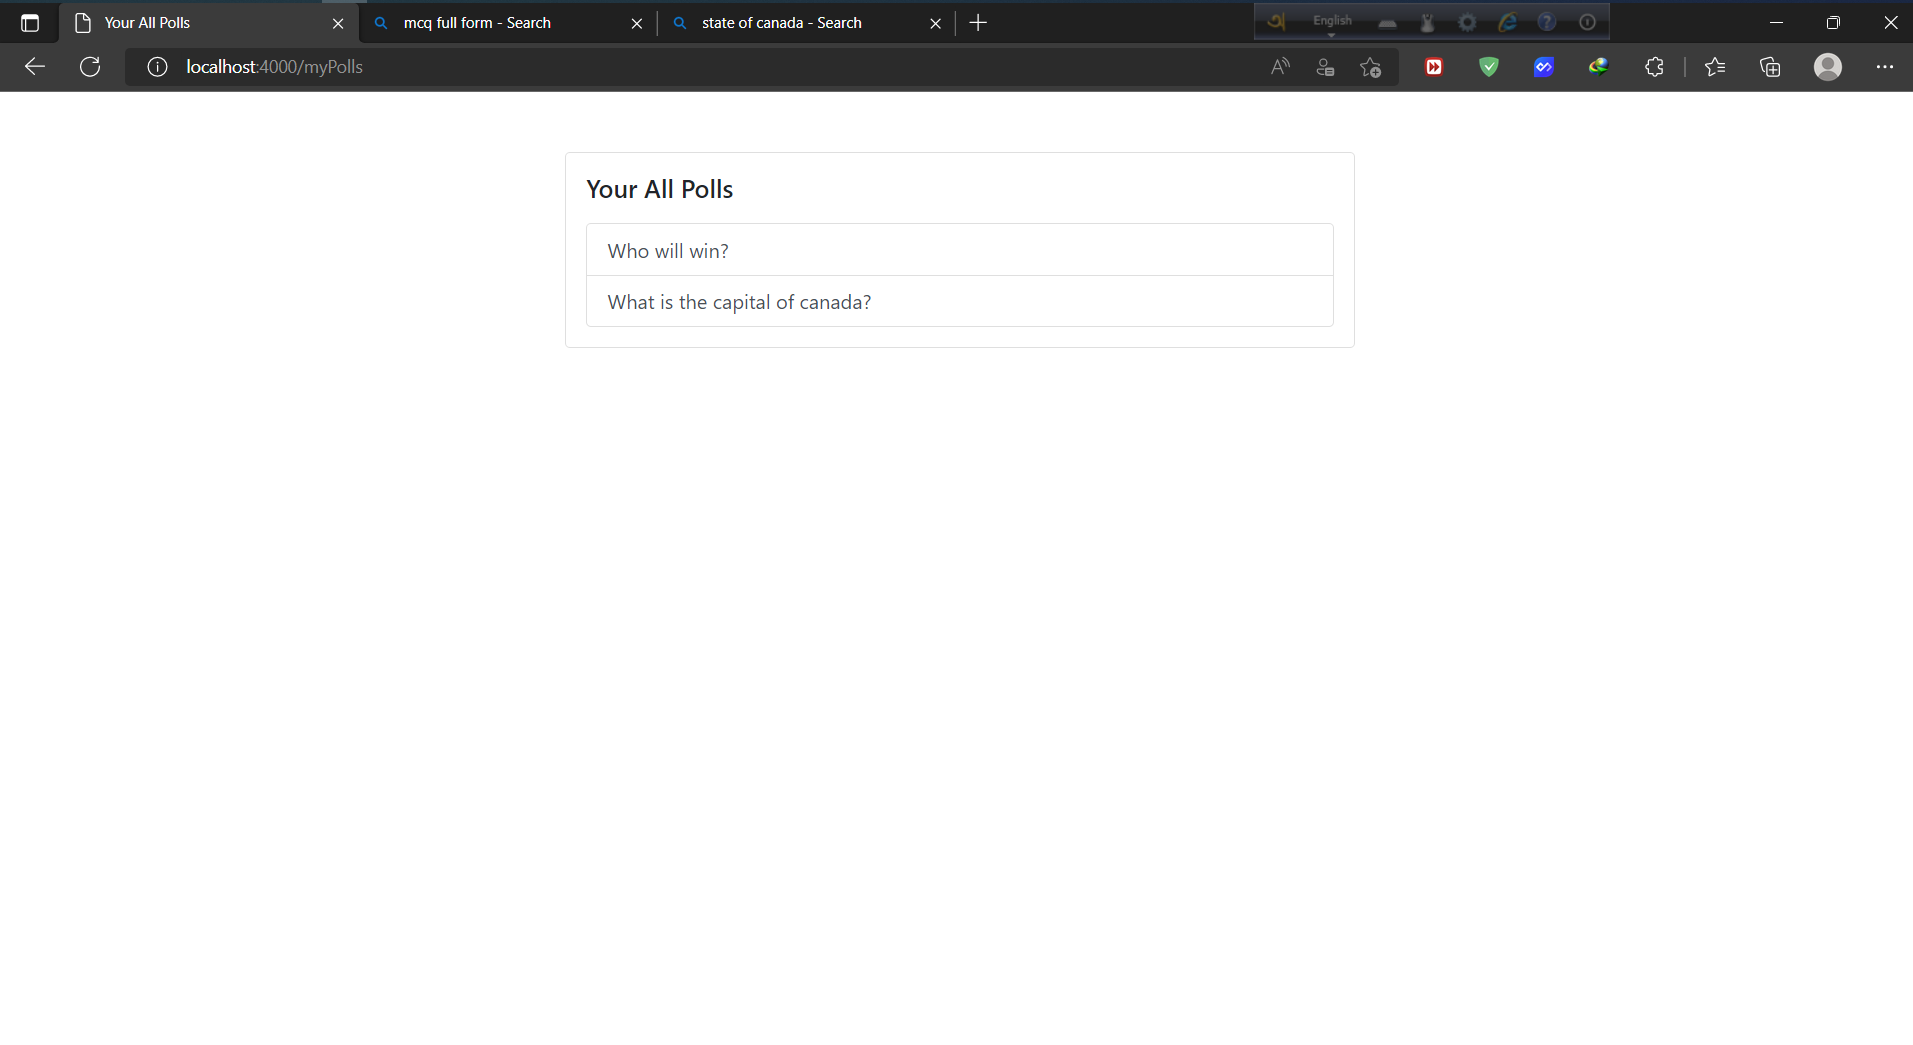 Your All Polls
mcq full form - Search
state of canada - Search
English
localhost:4000/myPolls
Your All Polls
Who will win?
What is the capital of canada?